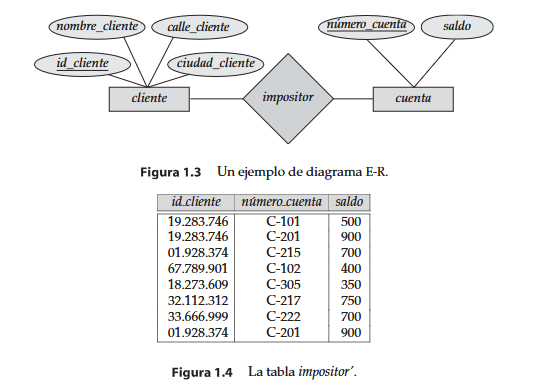 nombre_cliente calle_cliente número_cuenta saldo
id_cliente ciudad_cliente
cliente impositor cuenta
Figura 1.3 Un ejemplo de diagrama E-R.
id_cliente número_cuenta saldo
19.283.746 C-101 500
19.283.746 C-201 900
01.928.374 C-215 700
67.789.901 C-102 400
18.273.609 C-305 350
32.112.312 C-217 750
33.666.999 C-222 700
01.928.374 C-201 900
Figura 1.4 La tabla impositor´.